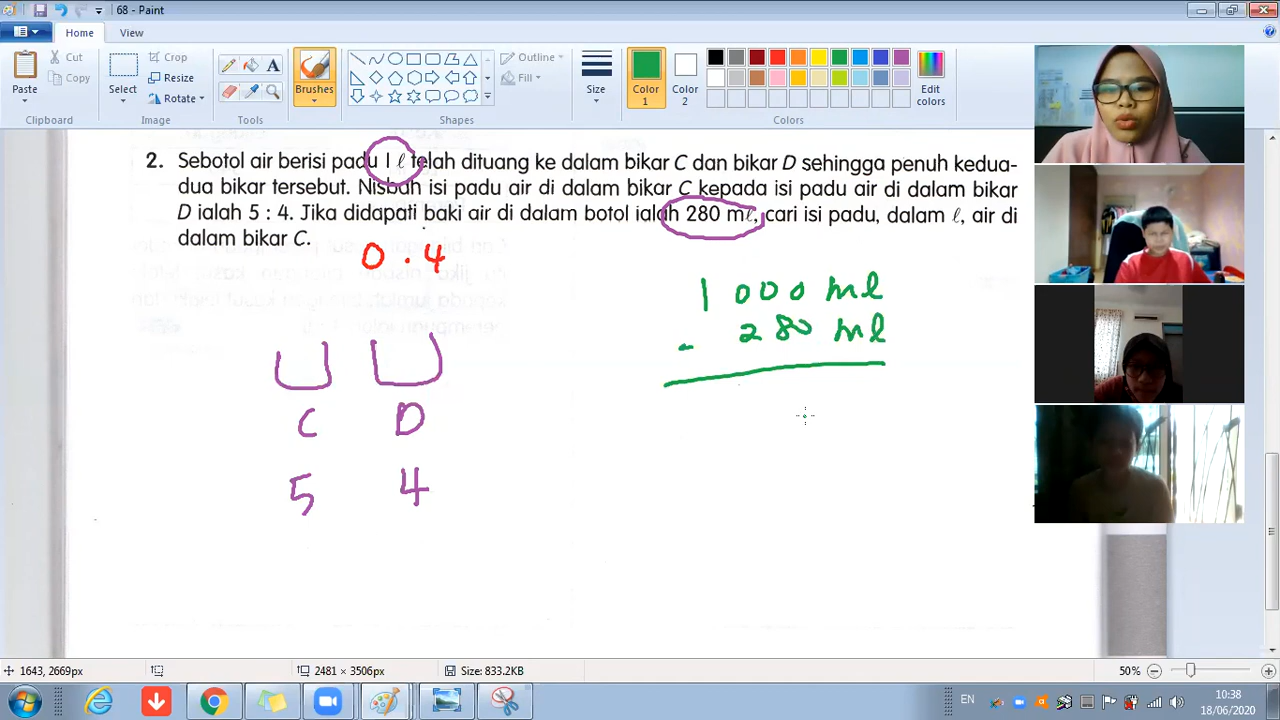 68 - Paint
Home
View
Cut
Copy
Paste
Clipboard
Select
Crop
Resize
Rotate
Image
A
Tools
Brushes
Shapes
Outline
Fill
Size
Color 1
Color 2
Colors
Edit colors
2. Sebotol air berisi padu 1 ℓ telah dituang ke dalam bikar C dan bikar D sehingga penuh kedua-
dua bikar tersebut. Nisbah isi padu air di dalam bikar C kepada isi padu air di dalam bikar
D ialah 5 : 4. Jika didapati baki air di dalam botol ialah 280 mℓ, cari isi padu, dalam ℓ, air di
dalam bikar C.
0 . 4
1 000 ml
- 280 ml
C D
5 4
1643, 2669px
2481 × 3506px
Size: 833.2KB
50%
EN
10:38
18/06/2020